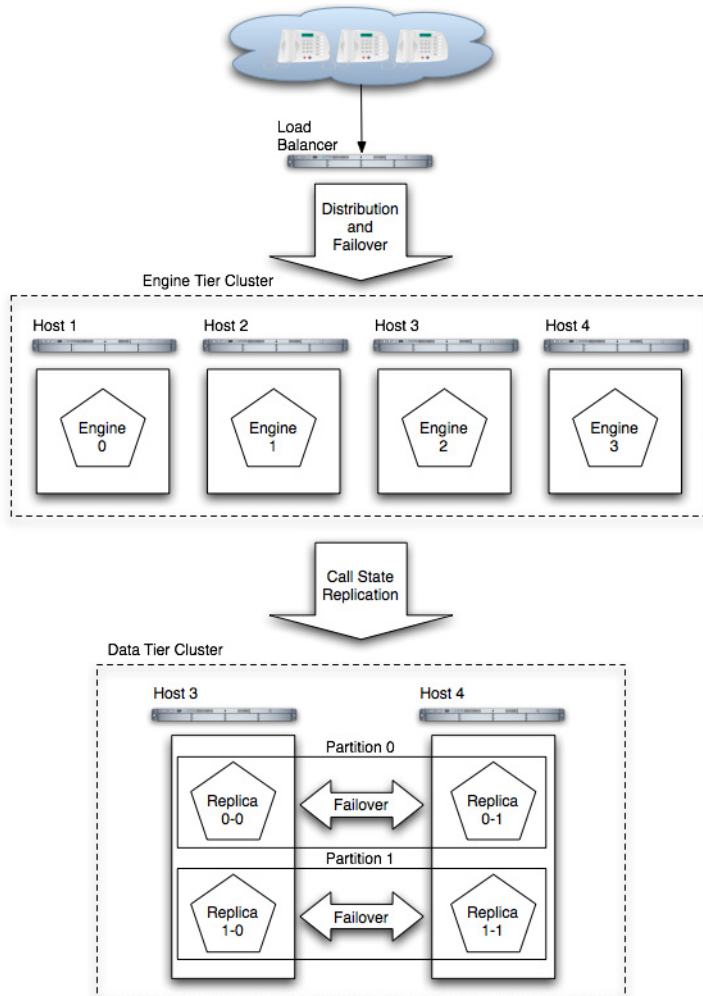 Load
Balancer
Distribution
and
Failover
Engine Tier Cluster
Host 1
Host 2
Host 3
Host 4
Engine
0
Engine
1
Engine
2
Engine
3
Call State
Replication
Data Tier Cluster
Host 3
Host 4
Partition 0
Replica
0-0
Failover
Replica
0-1
Partition 1
Replica
1-0
Failover
Replica
1-1